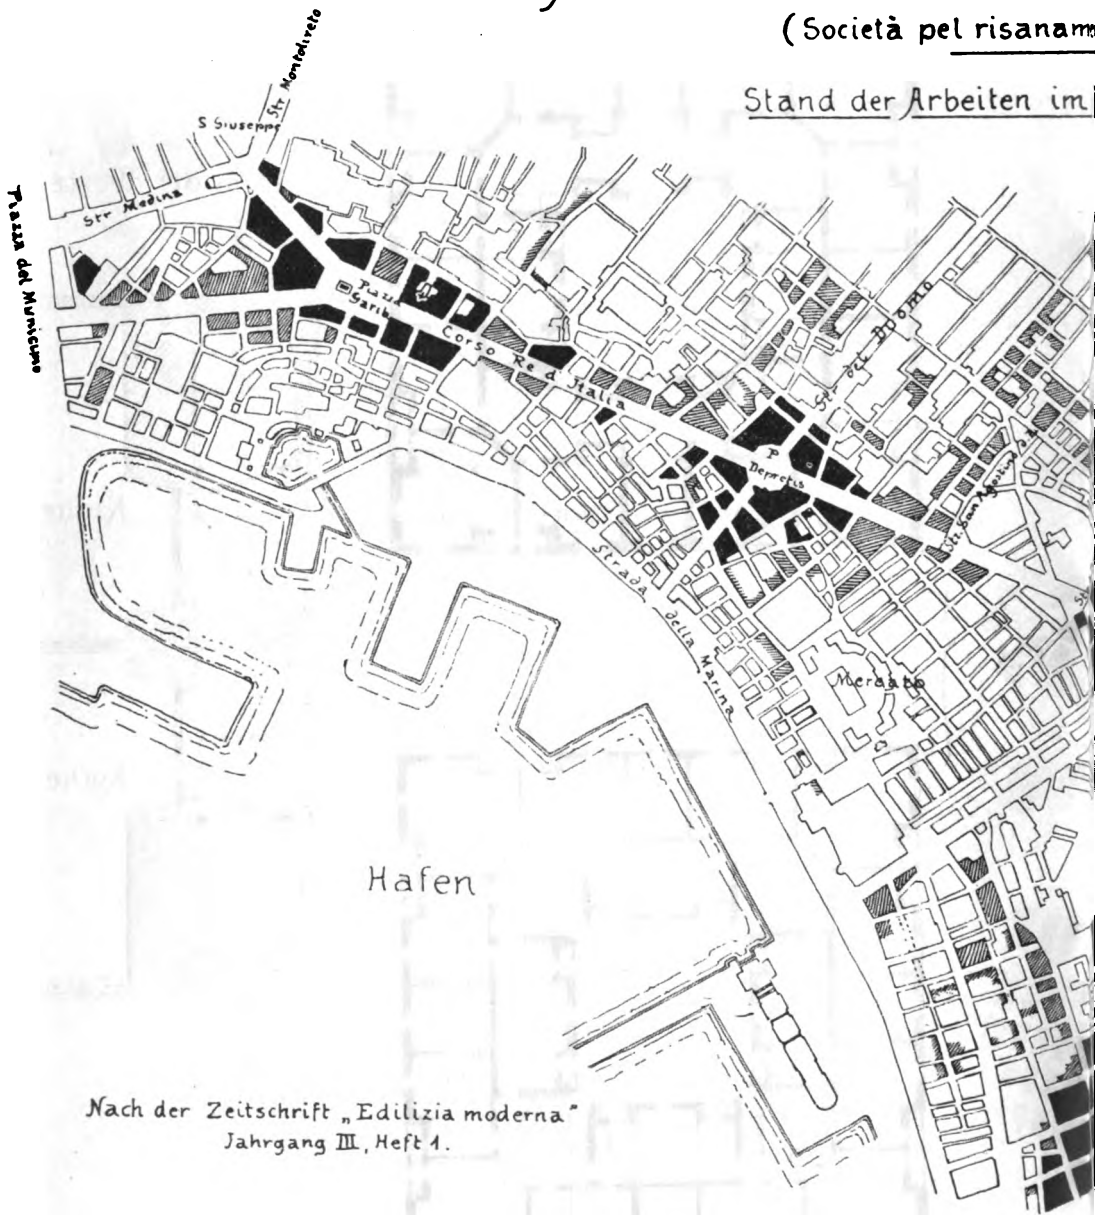 (Società pel risanam
Stand der Arbeiten im
Str Montoliveto
S Giuseppe
Str Medina
Piazza del Municipio
Piazza
Garib
Corso Re d'Italia
Str del Duomo
P
Depretis
Str. San Agostino
Strada della Marina
Mercato
Hafen
Nach der Zeitschrift „Edilizia moderna"
Jahrgang III, Heft 1.